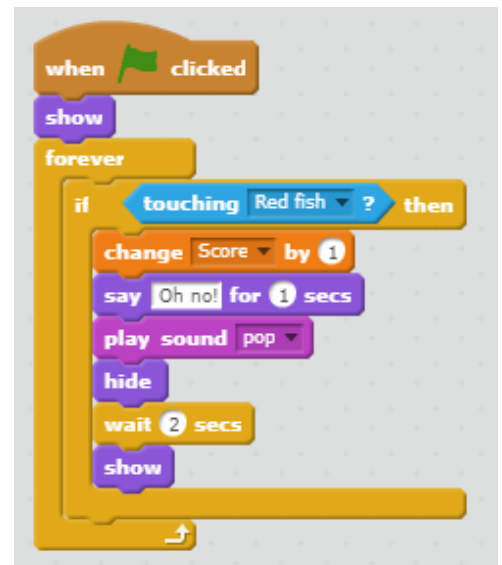 when clicked
show
forever
if touching Red fish ? then
change Score by 1
say Oh no! for 1 secs
play sound pop
hide
wait 2 secs
show